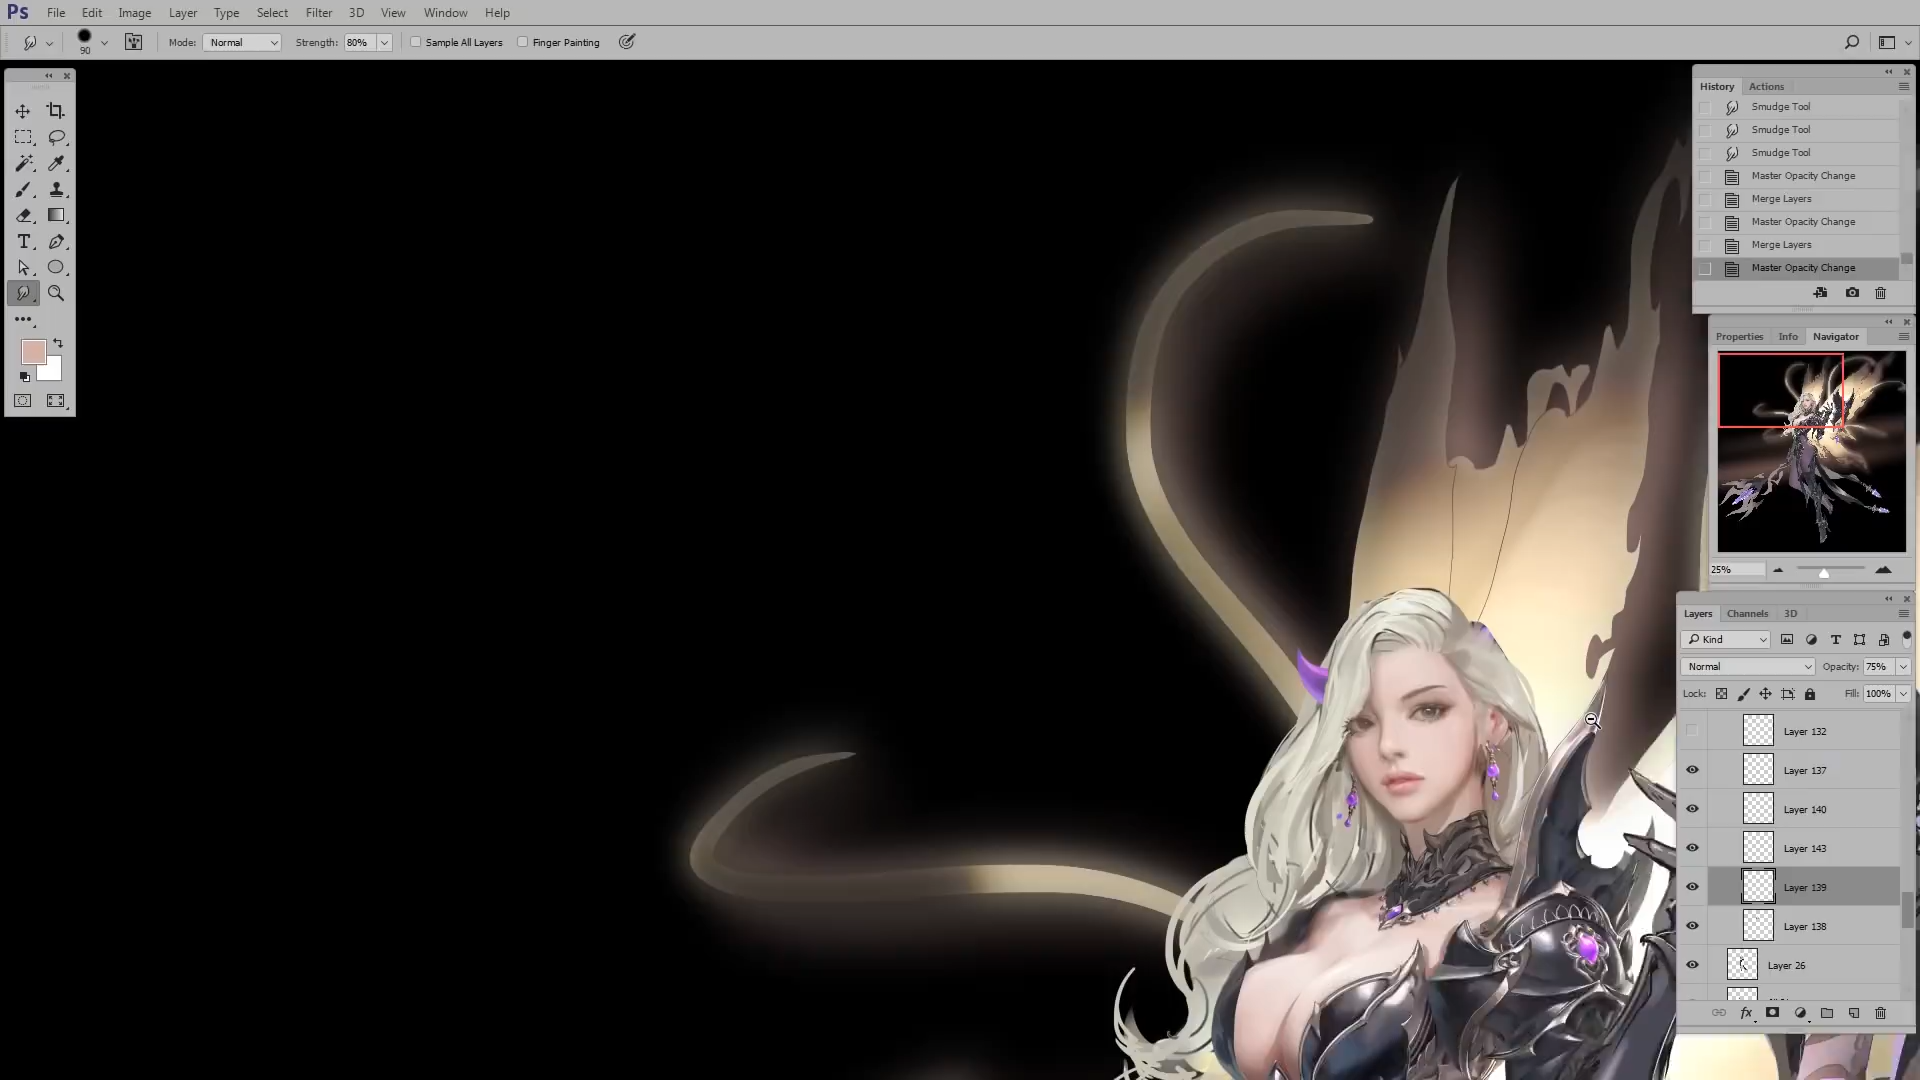 Ps File Edit Image Layer Type Select Filter 3D View Window Help
90 Mode: Normal Strength: 80% Sample All Layers Finger Painting
History Actions
Smudge Tool
Smudge Tool
Smudge Tool
Master Opacity Change
Merge Layers
Master Opacity Change
Merge Layers
Master Opacity Change
Properties Info Navigator
25%
Layers Channels 3D
Kind
Normal Opacity: 75%
Lock: Fill: 100%
Layer 132
Layer 137
Layer 140
Layer 143
Layer 139
Layer 138
Layer 26
fx